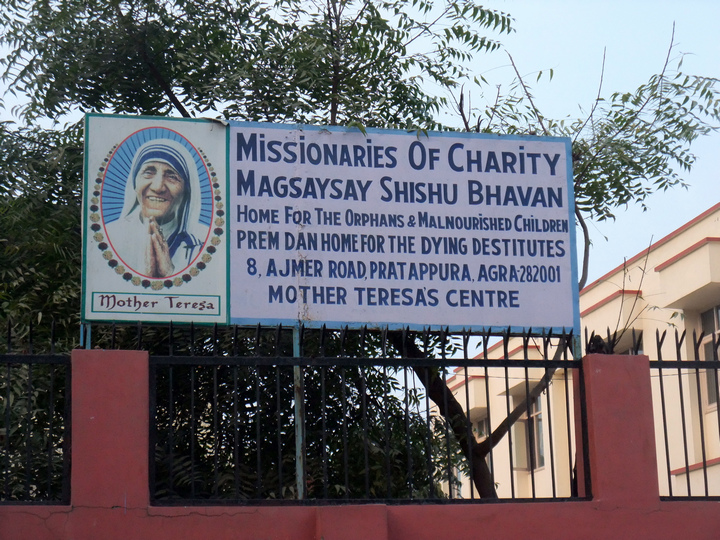 Mother Teresa
Missionaries Of Charity
Magsaysay Shishu Bhavan
Home For The Orphans & Malnourished Children
Prem Dan Home for the Dying Destitutes
8, Ajmer Road, Pratappura, Agra-282001
Mother Teresa's Centre